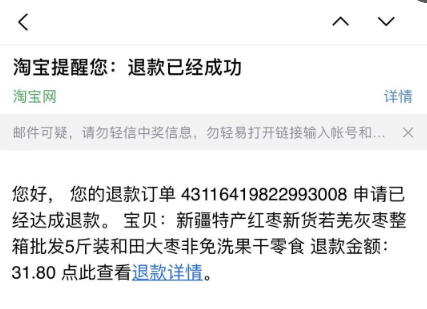 淘宝提醒您：退款已经成功
淘宝网
详情
邮件可疑，请勿轻信中奖信息，勿轻易打开链接输入帐号和...
您好， 您的退款订单 43116419822993008 申请已
经达成退款。 宝贝：新疆特产红枣新货若羌灰枣整
箱批发5斤装和田大枣非免洗果干零食 退款金额：
31.80 点此查看退款详情。